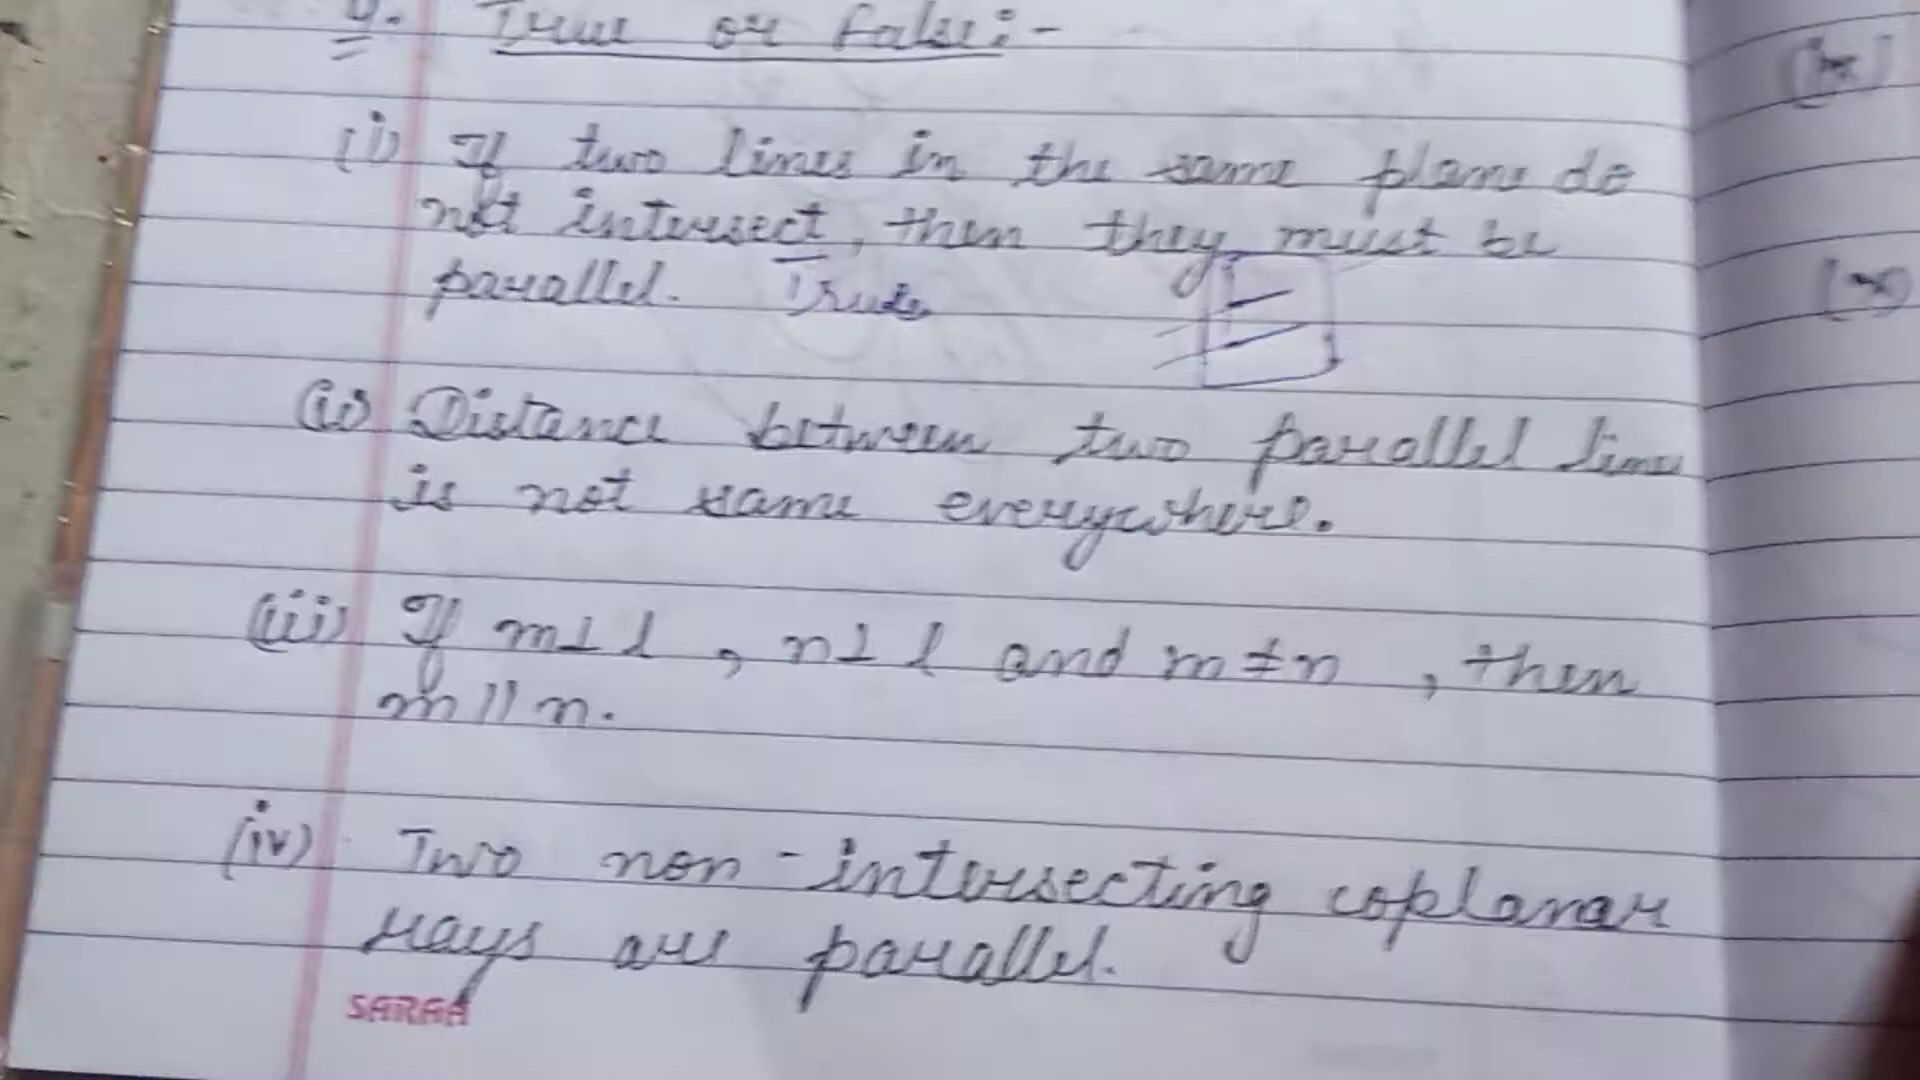 True or false:-
(i) If two lines in the same plane do
not intersect, then they must be
parallel. True
(ii) Distance between two parallel lines
is not same everywhere.
(iii) If m⊥l, n⊥l and m≠n, then
m||n.
(iv) Two non-intersecting coplanar
rays are parallel.
SARAA